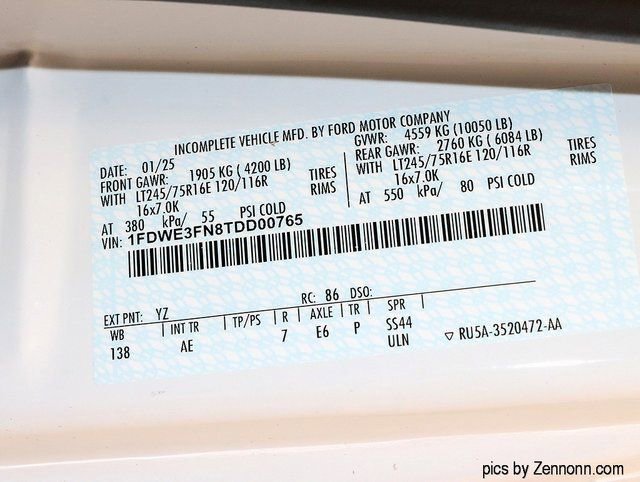 INCOMPLETE VEHICLE MFD. BY FORD MOTOR COMPANY
DATE: 01/25 GVWR: 4559 KG (10050 LB)
FRONT GAWR: 1905 KG ( 4200 LB) REAR GAWR: 2760 KG ( 6084 LB)
WITH LT245/75R16E 120/116R TIRES WITH LT245/75R16E 120/116R TIRES
16x7.0K RIMS 16x7.0K RIMS
AT 380 kPa/ 55 PSI COLD AT 550 kPa/ 80 PSI COLD
VIN: 1FDWE3FN8TDD00765
EXT PNT: YZ RC: 86 DSO:
WB | INT TR | TP/PS | R | AXLE | TR | SPR |
138 AE 7 E6 P SS44
ULN ▽ RU5A-3520472-AA
pics by Zennonn.com